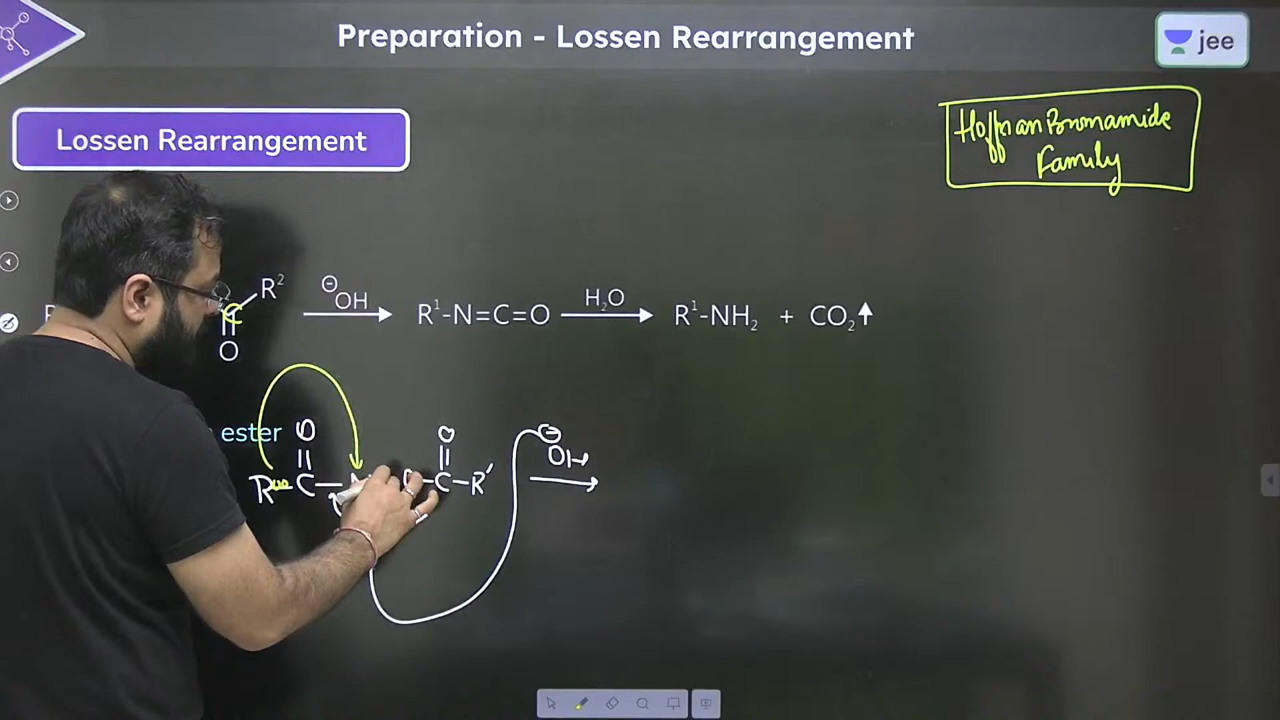 Preparation - Lossen Rearrangement
jee
Lossen Rearrangement
Hoffman Bromamide
Family
R²
O
⊖
OH
R¹-N=C=O
H₂O
R¹-NH₂ + CO₂↑
ester
O
O
⊖
OH
R
C
C-R'